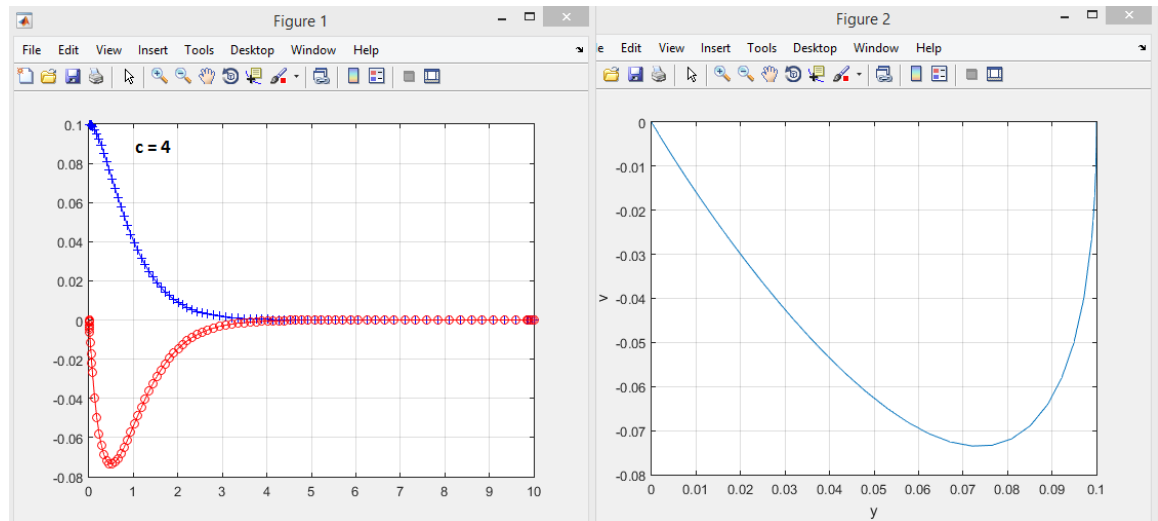 Figure 1
File Edit View Insert Tools Desktop Window Help
c = 4
0.1
0.08
0.06
0.04
0.02
0
-0.02
-0.04
-0.06
-0.08
0 1 2 3 4 5 6 7 8 9 10
Figure 2
e Edit View Insert Tools Desktop Window Help
0
-0.01
-0.02
-0.03
-0.04
-0.05
-0.06
-0.07
-0.08
v
0 0.01 0.02 0.03 0.04 0.05 0.06 0.07 0.08 0.09 0.1
y